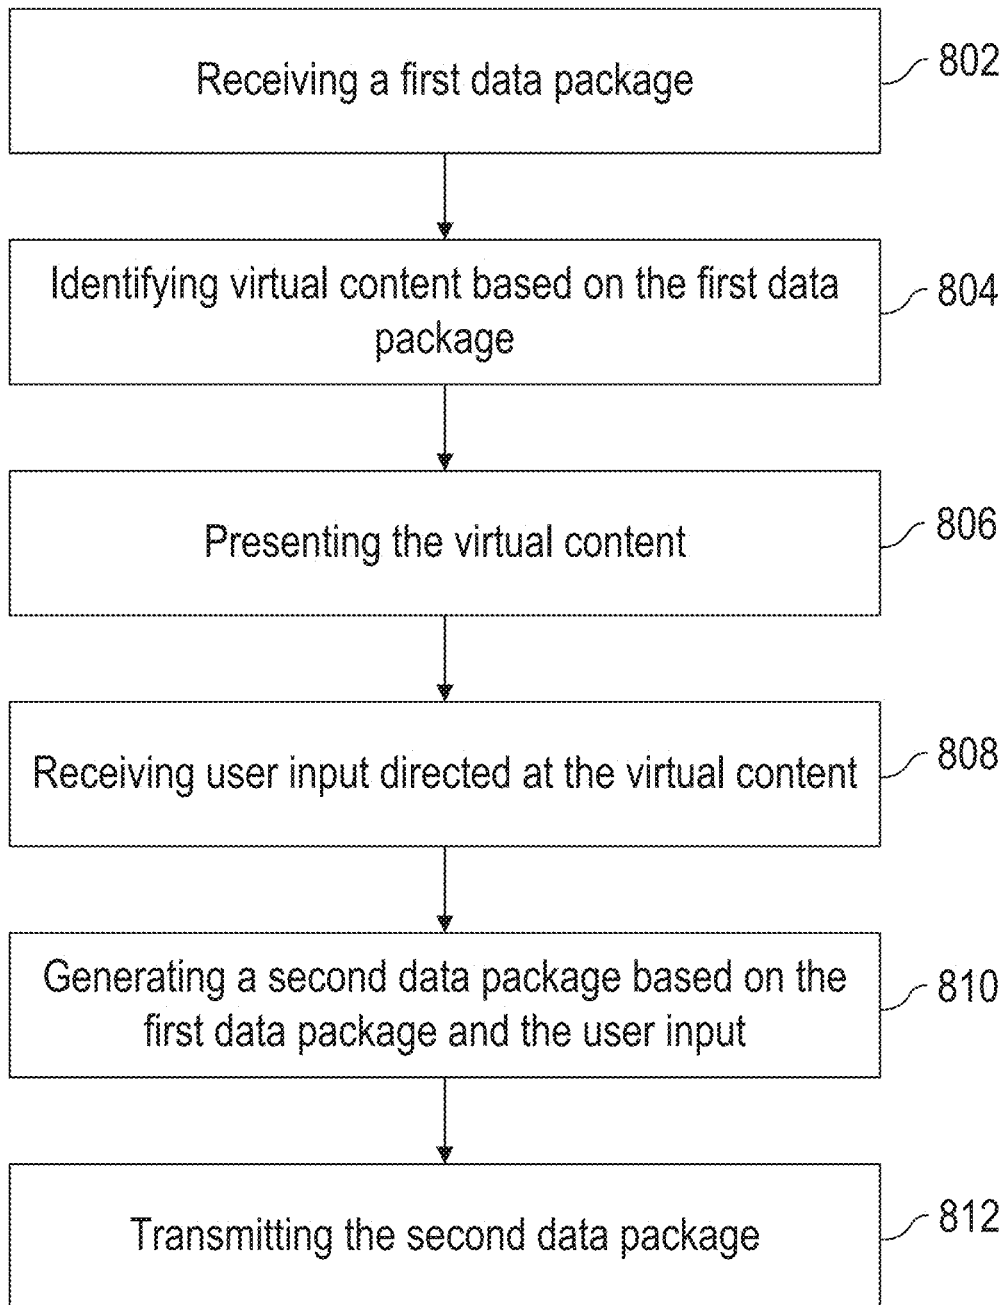 Receiving a first data package
802
Identifying virtual content based on the first data
package
804
Presenting the virtual content
806
Receiving user input directed at the virtual content
808
Generating a second data package based on the
first data package and the user input
810
Transmitting the second data package
812